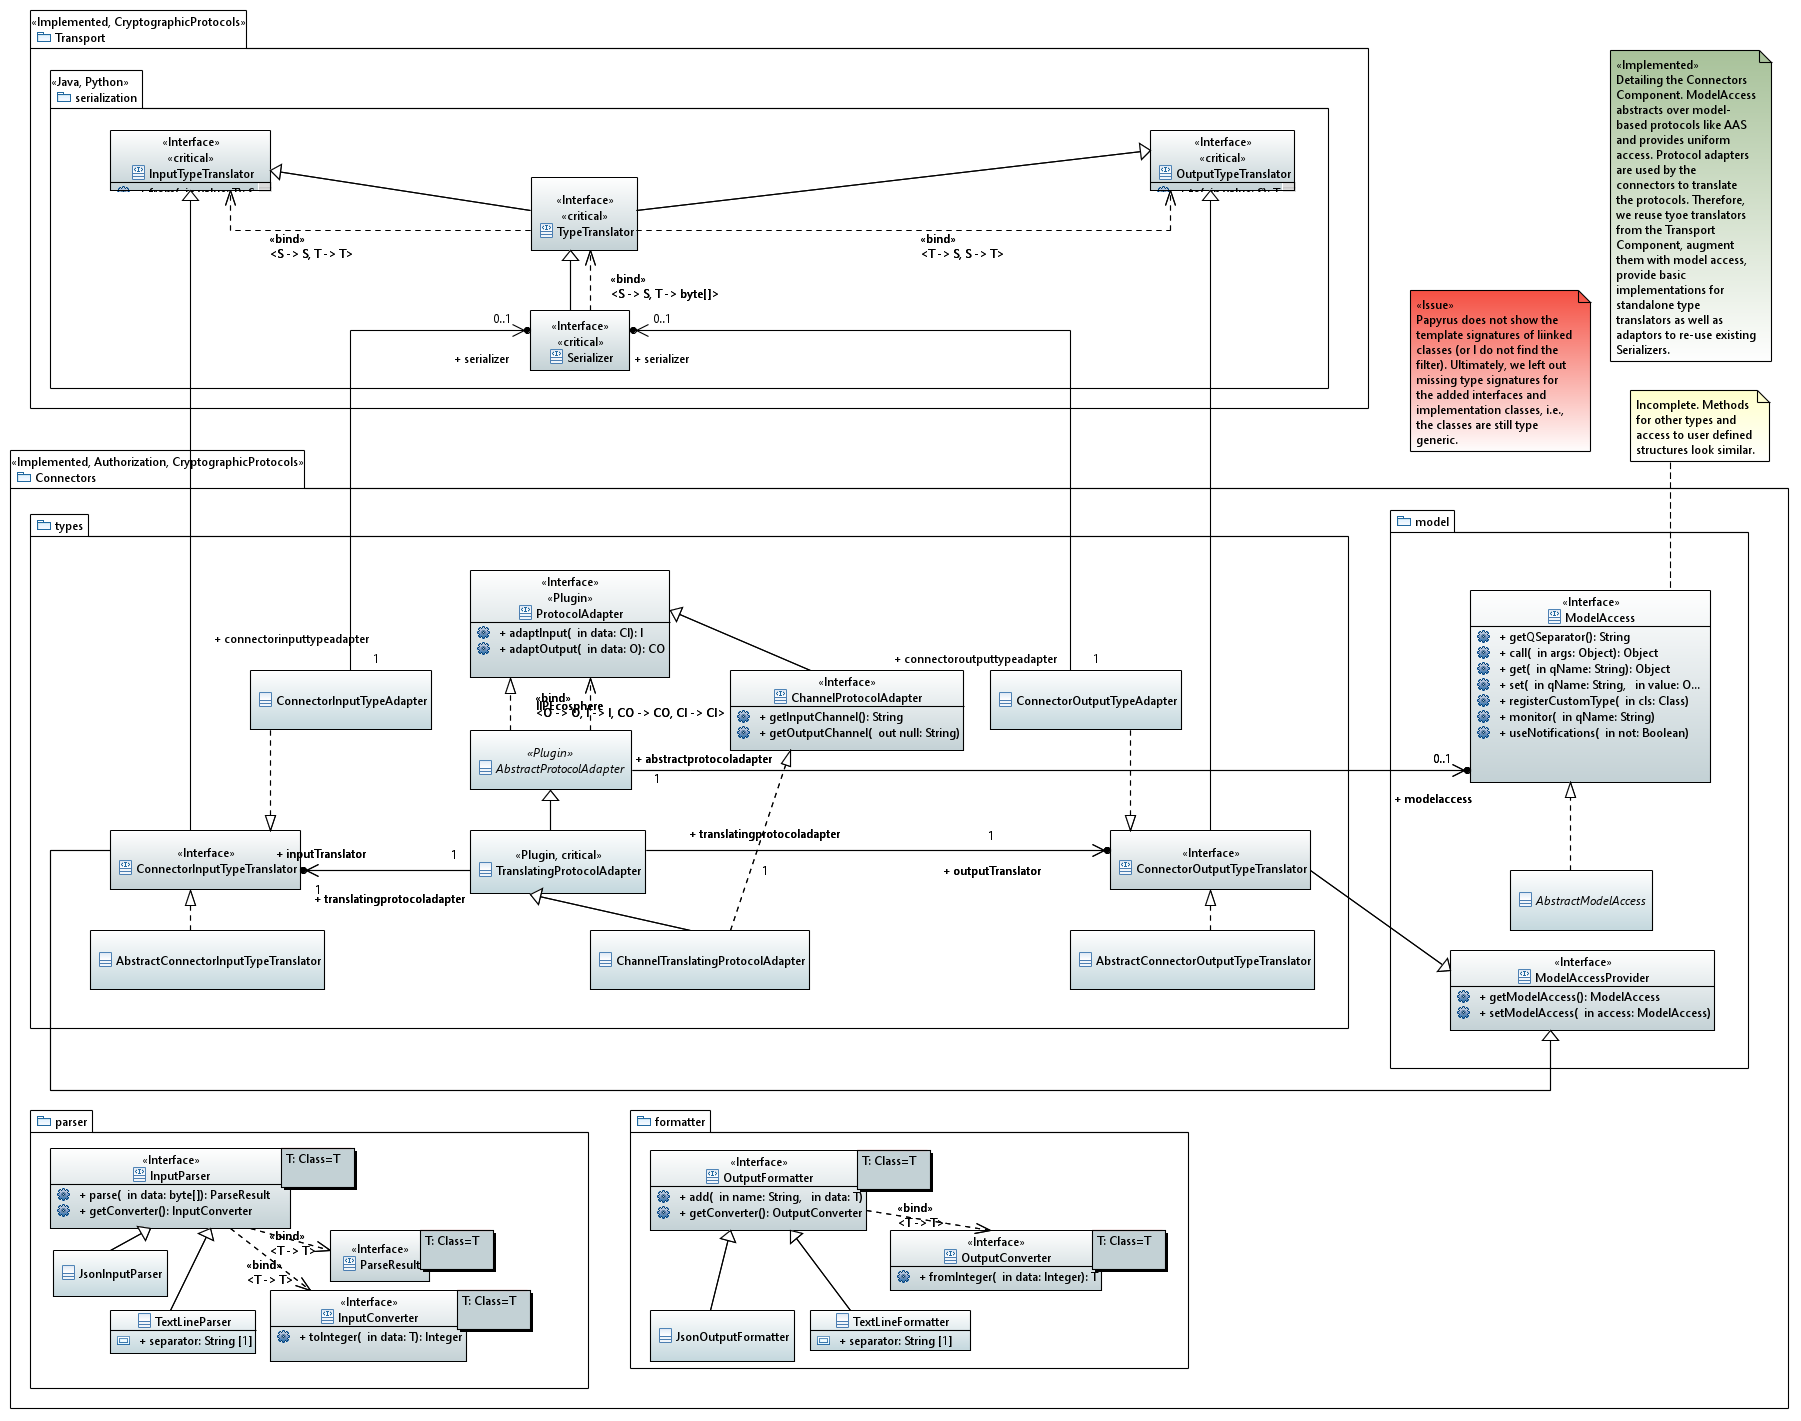 «Implemented, CryptographicProtocols»
Transport
«Java, Python»
serialization
«Interface»
«critical»
InputTypeTranslator
«Interface»
«critical»
OutputTypeTranslator
«Interface»
«critical»
TypeTranslator
«bind»
<S -> S, T -> T>
«bind»
<T -> S, S -> T>
«bind»
<S -> S, T -> byte[]>
«Interface»
«critical»
Serializer
0..1
+ serializer
0..1
+ serializer
«Implemented»
Detailing the Connectors
Component. ModelAccess
abstracts over model-
based protocols like AAS
and provides uniform
access. Protocol adapters
are used by the
connectors to translate
the protocols. Therefore,
we reuse tyoe translators
from the Transport
Component, augment
them with model access,
provide basic
implementations for
standalone type
translators as well as
adaptors to re-use existing
Serializers.
«Issue»
Papyrus does not show the
template signatures of liinked
classes (or I do not find the
filter). Ultimately, we left out
missing type signatures for
the added interfaces and
implementation classes, i.e.,
the classes are still type
generic.
Incomplete. Methods
for other types and
access to user defined
structures look similar.
«Implemented, Authorization, CryptographicProtocols»
Connectors
types
«Interface»
«Plugin»
ProtocolAdapter
+ adaptInput( in data: CI): I
+ adaptOutput( in data: O): CO
+ connectorinputtypeadapter
1
ConnectorInputTypeAdapter
«bind»
IIPEcosphere
<O -> O, I -> I, CO -> CO, CI -> CI>
«Interface»
ChannelProtocolAdapter
+ getInputChannel(): String
+ getOutputChannel( out null: String)
+ connectoroutputtypeadapter
1
ConnectorOutputTypeAdapter
«Plugin»
AbstractProtocolAdapter
+ abstractprotocoladapter
1
0..1
+ modelaccess
«Interface»
ConnectorInputTypeTranslator
+ inputTranslator
1
1
+ translatingprotocoladapter
«Plugin, critical»
TranslatingProtocolAdapter
+ translatingprotocoladapter
1
1
+ outputTranslator
«Interface»
ConnectorOutputTypeTranslator
AbstractConnectorInputTypeTranslator
ChannelTranslatingProtocolAdapter
AbstractConnectorOutputTypeTranslator
model
«Interface»
ModelAccess
+ getQSeparator(): String
+ call( in args: Object): Object
+ get( in qName: String): Object
+ set( in qName: String, in value: O...
+ registerCustomType( in cls: Class)
+ monitor( in qName: String)
+ useNotifications( in not: Boolean)
AbstractModelAccess
«Interface»
ModelAccessProvider
+ getModelAccess(): ModelAccess
+ setModelAccess( in access: ModelAccess)
parser
«Interface»
InputParser
T: Class=T
+ parse( in data: byte[]): ParseResult
+ getConverter(): InputConverter
«bind»
<T -> T>
«bind»
<T -> T>
«Interface»
ParseResult
T: Class=T
JsonInputParser
TextLineParser
+ separator: String [1]
«Interface»
InputConverter
T: Class=T
+ toInteger( in data: T): Integer
formatter
«Interface»
OutputFormatter
T: Class=T
+ add( in name: String, in data: T)
+ getConverter(): OutputConverter
«bind»
<T -> T>
«Interface»
OutputConverter
T: Class=T
+ fromInteger( in data: Integer): T
JsonOutputFormatter
TextLineFormatter
+ separator: String [1]